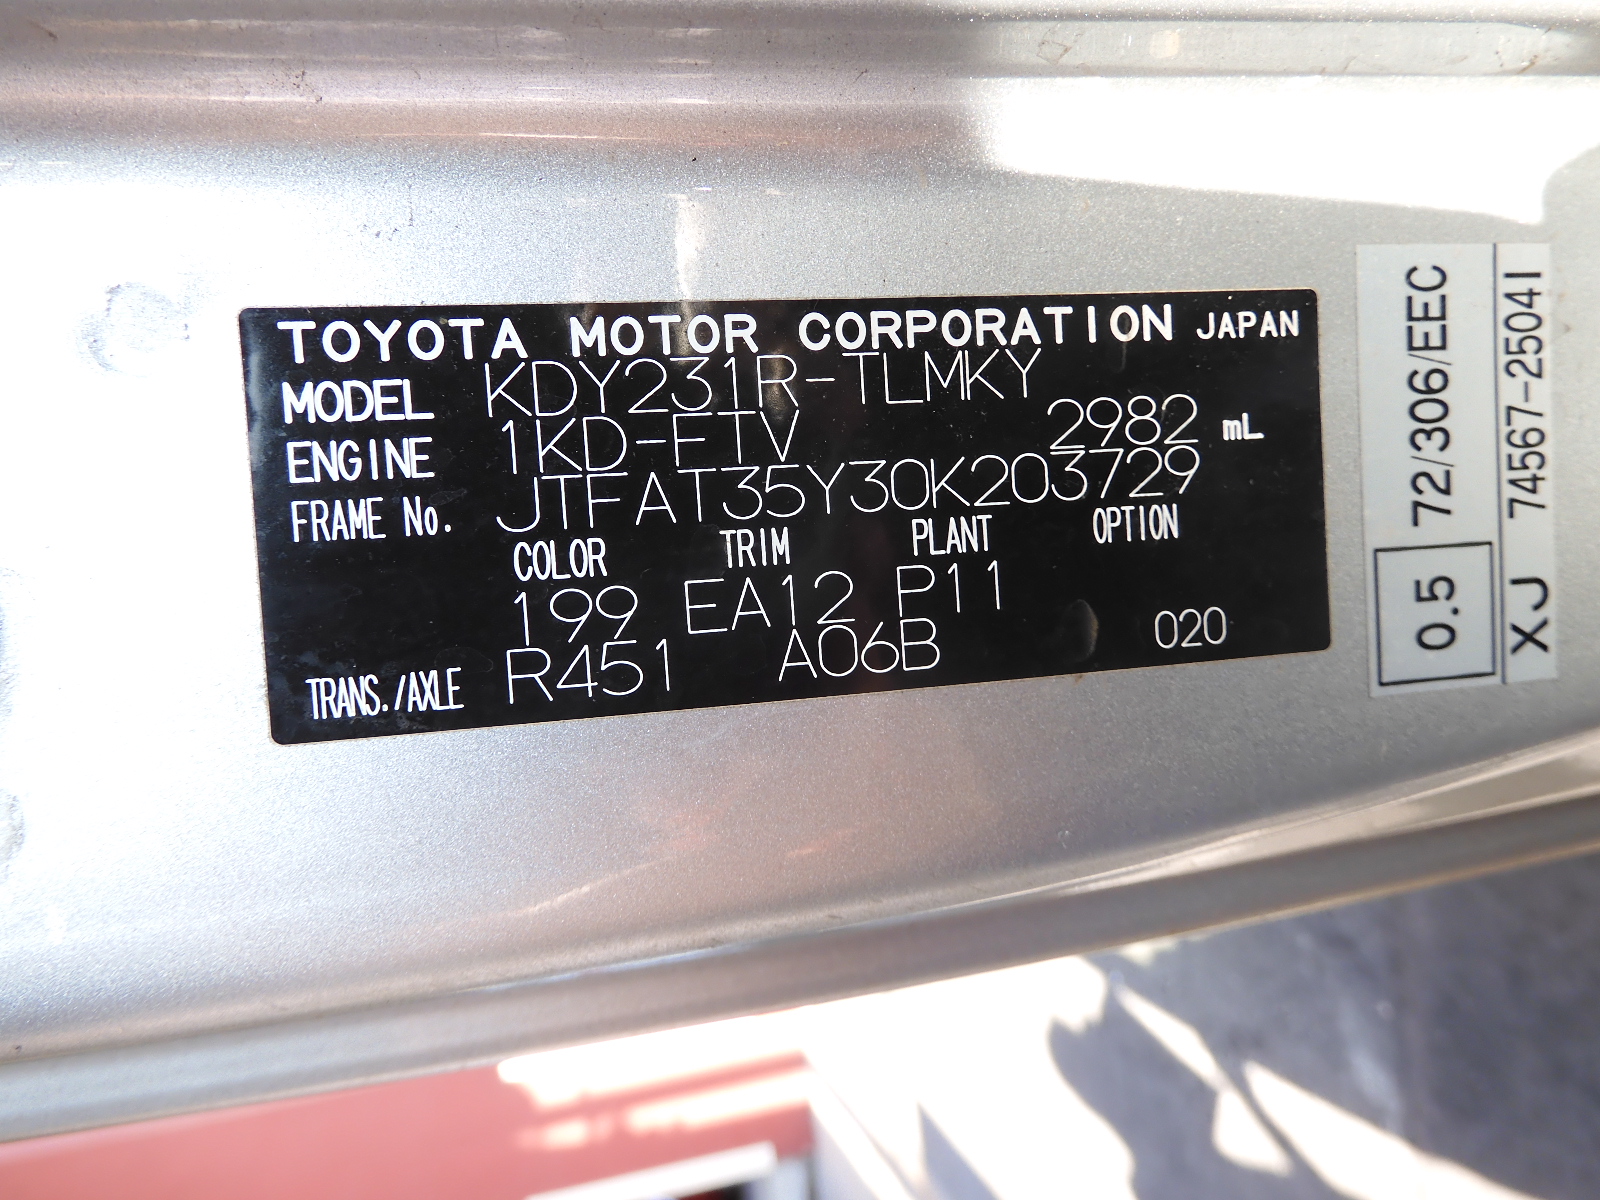 TOYOTA MOTOR CORPORATION JAPAN
MODEL KDY231R-TLMKY
ENGINE 1KD-FTV 2982 mL
FRAME No. JTFAT35Y30K203729
COLOR TRIM PLANT OPTION
199 EA12 P11
TRANS./AXLE R451 A06B 020
0.5 72/306/EEC
XJ 74567-25041